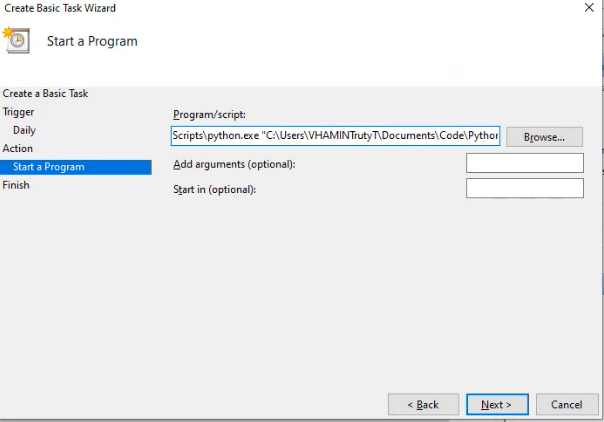 Create Basic Task Wizard
Start a Program
Create a Basic Task
Trigger
Daily
Action
Start a Program
Finish
Program/script:
Scripts\python.exe "C:\Users\VHAMINTrutyT\Documents\Code\Python
Browse...
Add arguments (optional):
Start in (optional):
< Back
Next >
Cancel